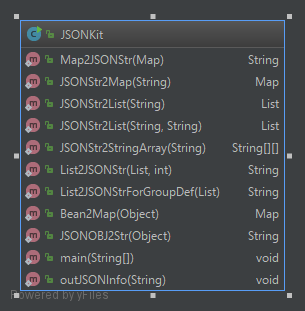 JSONKit
Map2JSONStr(Map) String
JSONStr2Map(String) Map
JSONStr2List(String) List
JSONStr2List(String, String) List
JSONStr2StringArray(String) String[][]
List2JSONStr(List, int) String
List2JSONStrForGroupDef(List) String
Bean2Map(Object) Map
JSONOBJ2Str(Object) String
main(String[]) void
outJSONInfo(String) void
Powered by yFiles